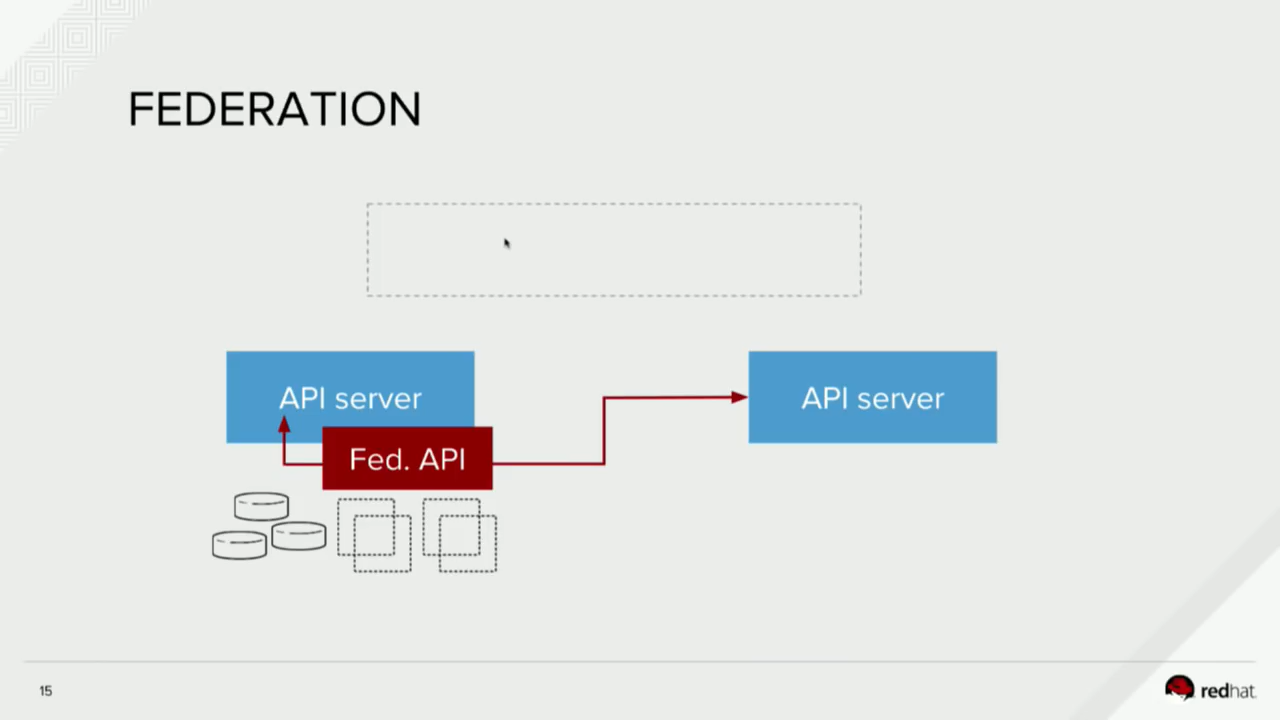 FEDERATION
API server
API server
Fed. API
15
redhat.